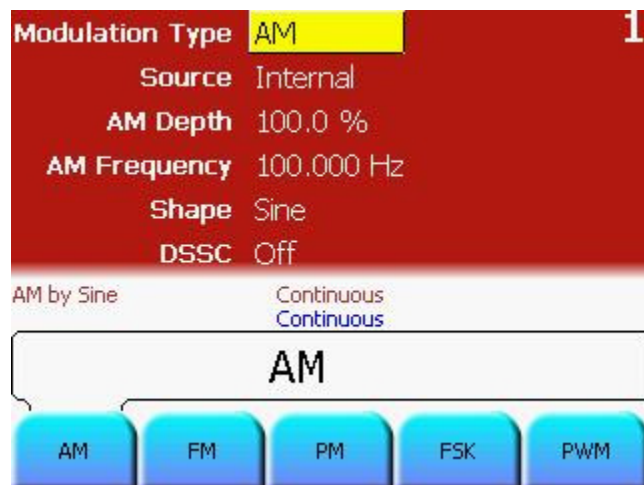 Modulation Type AM 1
Source Internal
AM Depth 100.0 %
AM Frequency 100.000 Hz
Shape Sine
DSSC Off
AM by Sine Continuous
Continuous
AM
AM FM PM FSK PWM